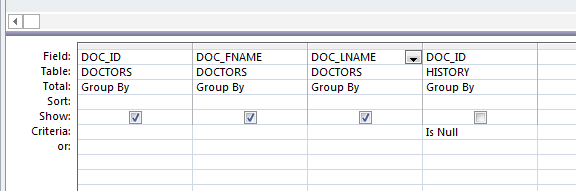 Field: DOC_ID DOC_FNAME DOC_LNAME DOC_ID
Table: DOCTORS DOCTORS DOCTORS HISTORY
Total: Group By Group By Group By Group By
Sort:
Show:
Criteria: Is Null
or: